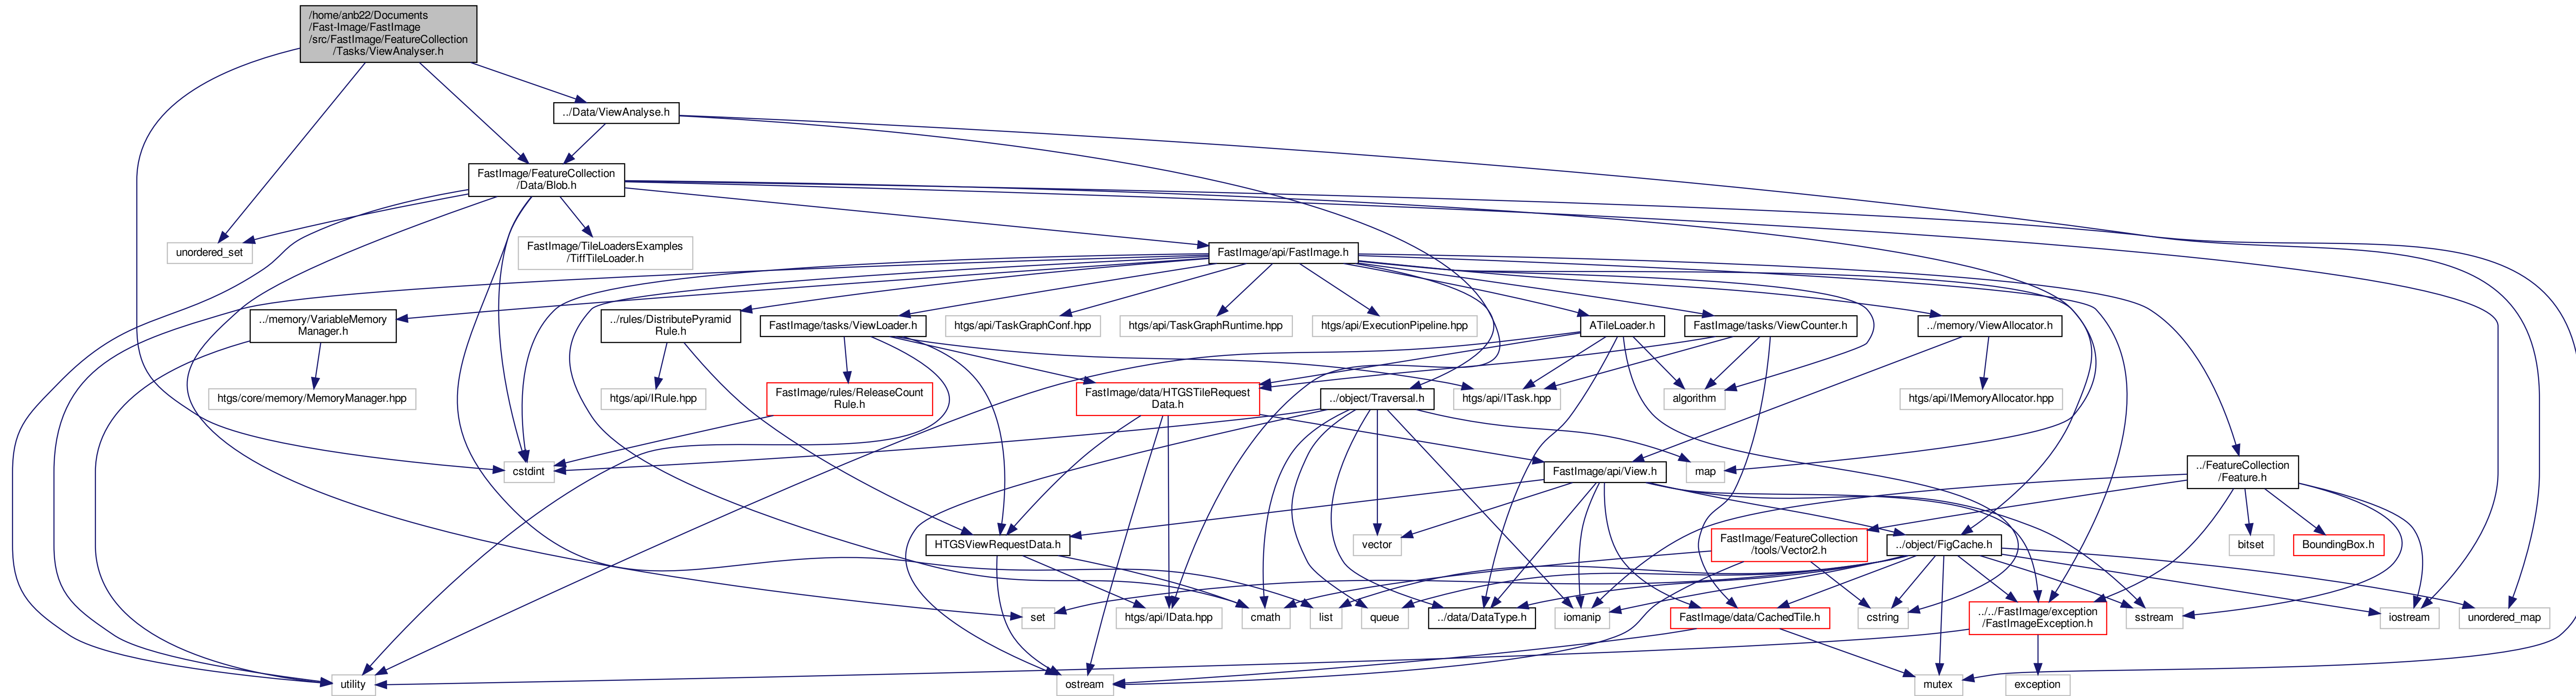 /home/anb22/Documents
/Fast-Image/FastImage
/src/FastImage/FeatureCollection
/Tasks/ViewAnalyser.h
../Data/ViewAnalyse.h
FastImage/FeatureCollection
/Data/Blob.h
unordered_set
FastImage/TileLoadersExamples
/TiffTileLoader.h
FastImage/api/FastImage.h
../memory/VariableMemory
Manager.h
../rules/DistributePyramid
Rule.h
FastImage/tasks/ViewLoader.h
htgs/api/TaskGraphConf.hpp
htgs/api/TaskGraphRuntime.hpp
htgs/api/ExecutionPipeline.hpp
ATileLoader.h
FastImage/tasks/ViewCounter.h
../memory/ViewAllocator.h
htgs/core/memory/MemoryManager.hpp
htgs/api/IRule.hpp
FastImage/rules/ReleaseCount
Rule.h
FastImage/data/HTGSTileRequest
Data.h
../object/Traversal.h
htgs/api/ITask.hpp
algorithm
htgs/api/IMemoryAllocator.hpp
cstdint
FastImage/api/View.h
map
../FeatureCollection
/Feature.h
HTGSViewRequestData.h
vector
FastImage/FeatureCollection
/tools/Vector2.h
../object/FigCache.h
bitset
BoundingBox.h
set
htgs/api/IData.hpp
cmath
list
queue
../data/DataType.h
iomanip
FastImage/data/CachedTile.h
cstring
../../FastImage/exception
/FastImageException.h
sstream
iostream
unordered_map
utility
ostream
mutex
exception